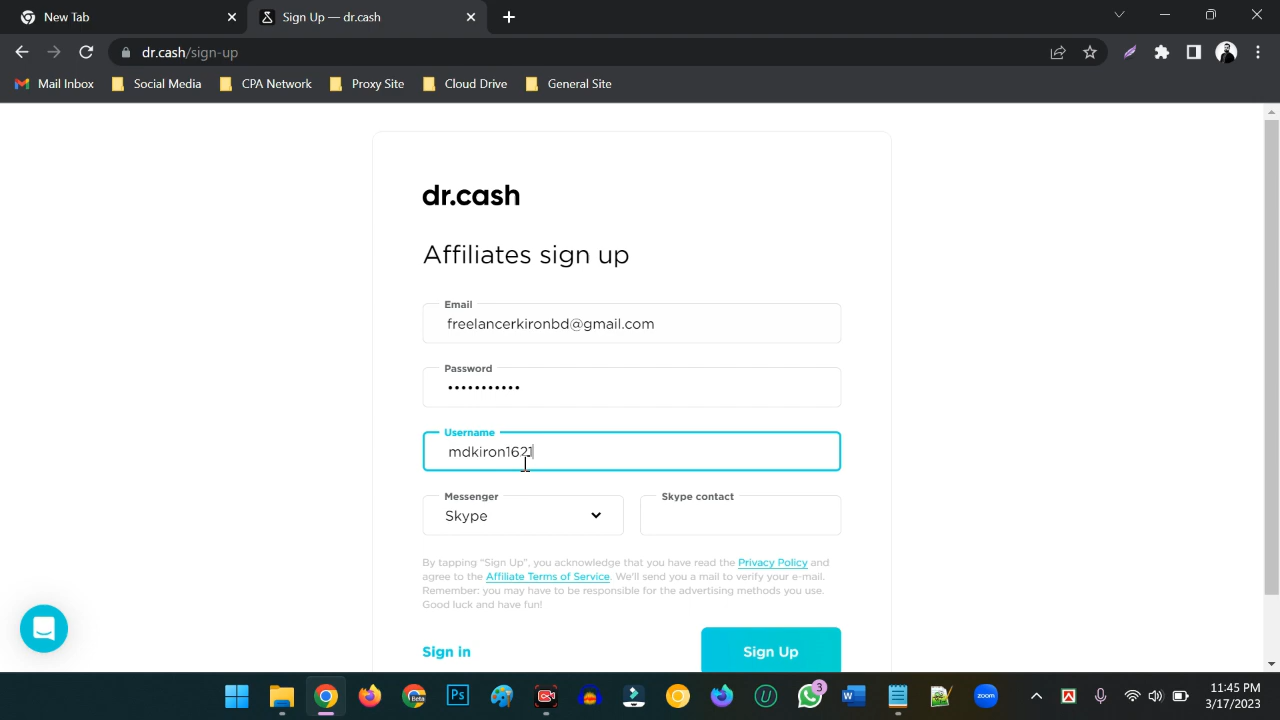 New Tab
Sign Up — dr.cash
dr.cash/sign-up
Mail Inbox
Social Media
CPA Network
Proxy Site
Cloud Drive
General Site
dr.cash
Affiliates sign up
Email
freelancerkironbd@gmail.com
Password
•••••••••••
Username
mdkiron1621
Messenger
Skype
Skype contact
By tapping “Sign Up”, you acknowledge that you have read the Privacy Policy and
agree to the Affiliate Terms of Service. We'll send you a mail to verify your e-mail.
Remember: you may have to be responsible for the advertising methods you use.
Good luck and have fun!
Sign in
Sign Up
Beta
Ps
U
3
W
zoom
A
11:45 PM
3/17/2023